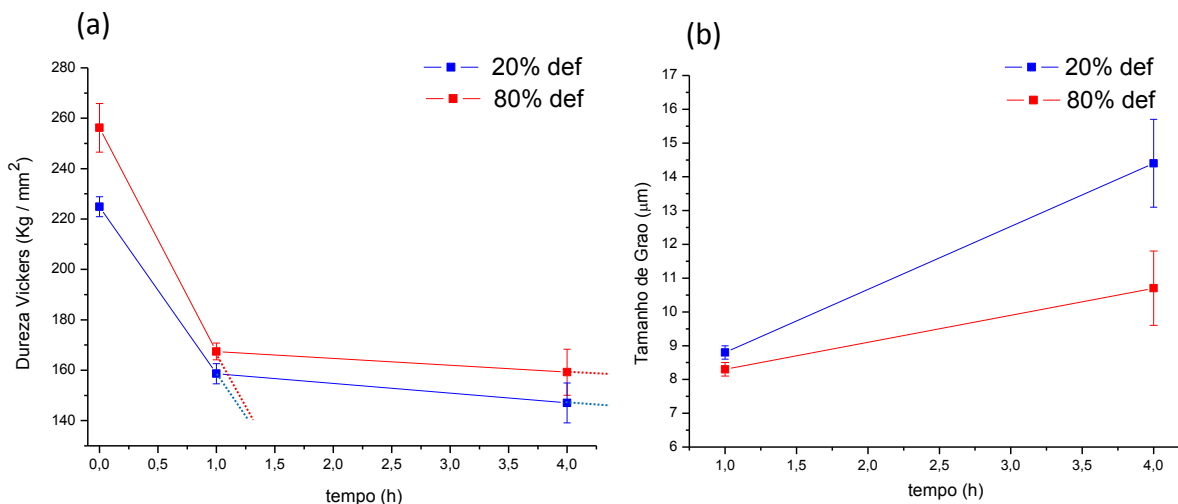 (a)
20% def
80% def
Dureza Vickers (Kg / mm²)
280
260
240
220
200
180
160
140
0,0 0,5 1,0 1,5 2,0 2,5 3,0 3,5 4,0
tempo (h)
(b)
20% def
80% def
Tamanho de Grao (μm)
17
16
15
14
13
12
11
10
9
8
7
6
1,0 1,5 2,0 2,5 3,0 3,5 4,0
tempo (h)